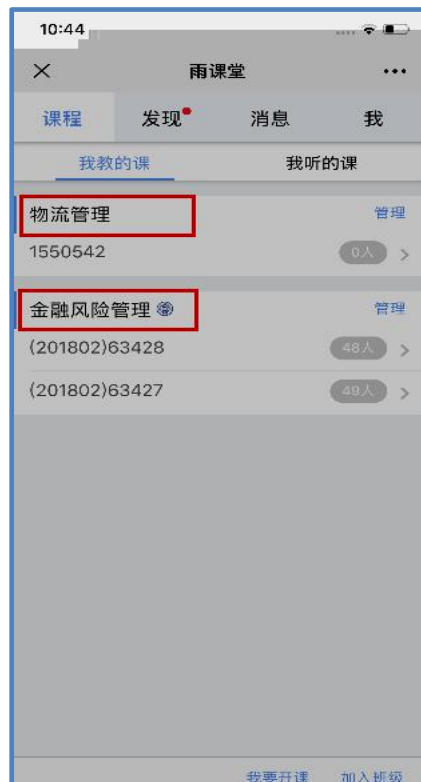 10:44
雨课堂
课程 发现 消息 我
我教的课 我听的课
物流管理 管理
1550542 0人
金融风险管理 管理
(201802)63428 48人
(201802)63427 49人
我要开课 加入班级